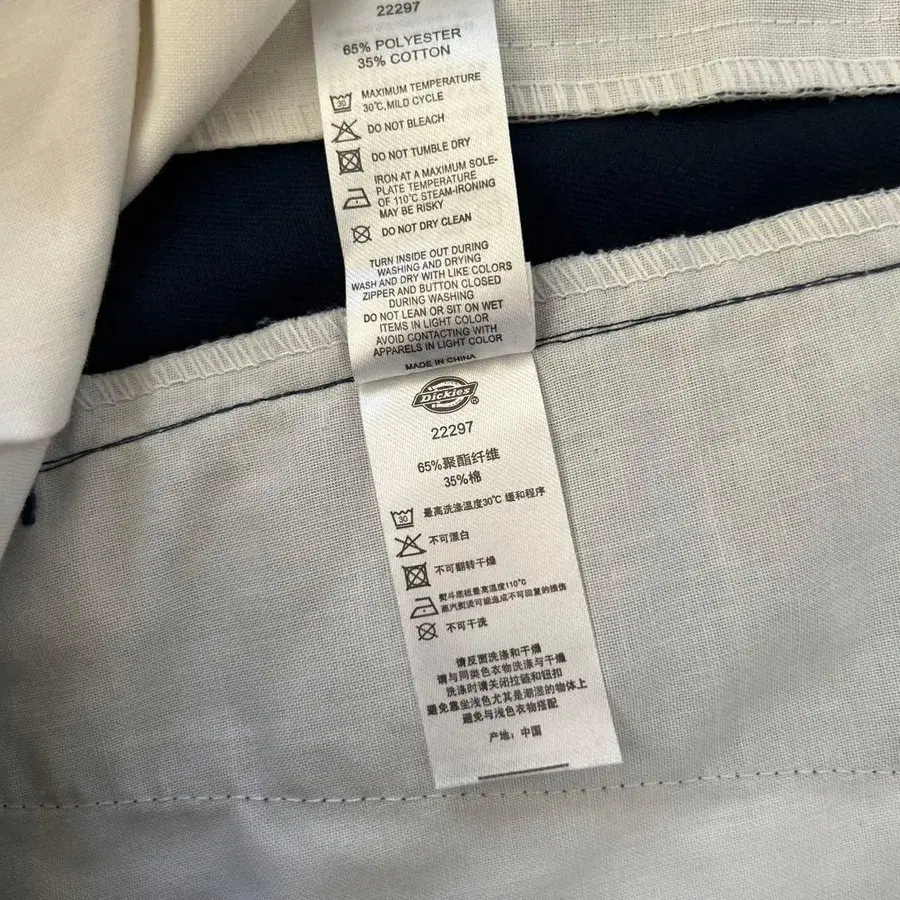 22297
65% POLYESTER
35% COTTON
30
MAXIMUM TEMPERATURE
30℃,MILD CYCLE
DO NOT BLEACH
DO NOT TUMBLE DRY
IRON AT A MAXIMUM SOLE-
PLATE TEMPERATURE
OF 110℃ STEAM-IRONING
MAY BE RISKY
DO NOT DRY CLEAN
TURN INSIDE OUT DURING
WASHING AND DRYING
WASH AND DRY WITH LIKE COLORS
ZIPPER AND BUTTON CLOSED
DURING WASHING
DO NOT LEAN OR SIT ON WET
ITEMS IN LIGHT COLOR
AVOID CONTACTING WITH
APPARELS IN LIGHT COLOR
MADE IN CHINA
Dickies®
22297
65%聚酯纤维
35%棉
30
最高洗涤温度30℃ 缓和程序
不可漂白
不可翻转干燥
熨斗底板最高温度110℃
蒸汽熨烫可能造成不可回复的损伤
不可干洗
请反面洗涤和干燥
请与同类色衣物洗涤与干燥
洗涤时请关闭拉链和钮扣
避免靠坐浅色尤其是潮湿的物体上
避免与浅色衣物搭配
产地：中国